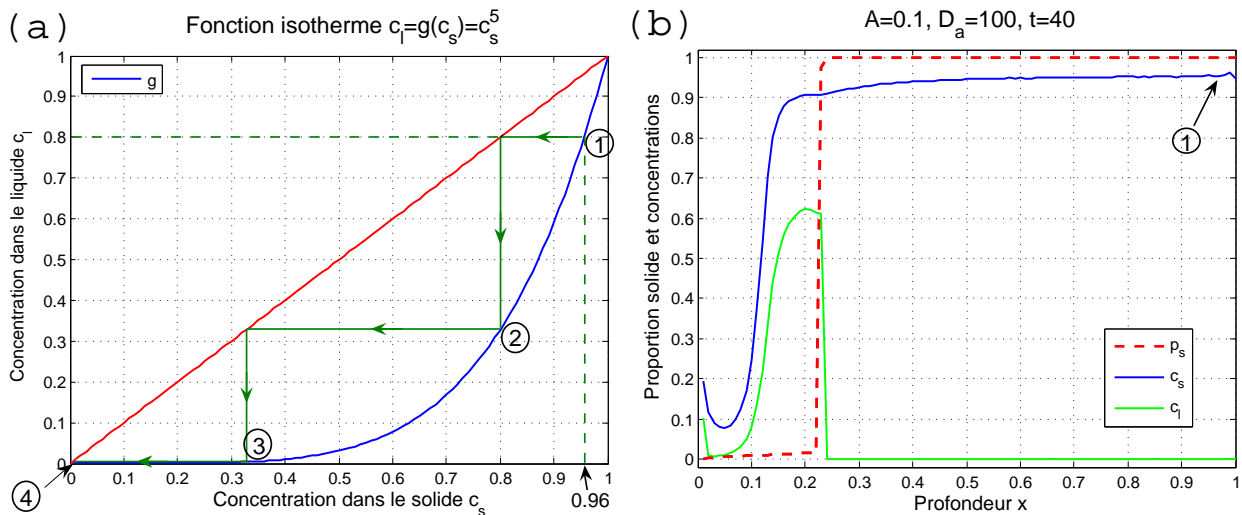 (a)
Fonction isotherme c_l=g(c_s)=c_s^5
g
Concentration dans le liquide c_l
1
0.9
0.8
0.7
0.6
0.5
0.4
0.3
0.2
0.1
0
0 0.1 0.2 0.3 0.4 0.5 0.6 0.7 0.8 0.9 1
0.96
Concentration dans le solide c_s
1
2
3
4
(b)
A=0.1, D_a=100, t=40
Proportion solide et concentrations
1
0.9
0.8
0.7
0.6
0.5
0.4
0.3
0.2
0.1
0
0 0.1 0.2 0.3 0.4 0.5 0.6 0.7 0.8 0.9 1
Profondeur x
1
p_s
c_s
c_l